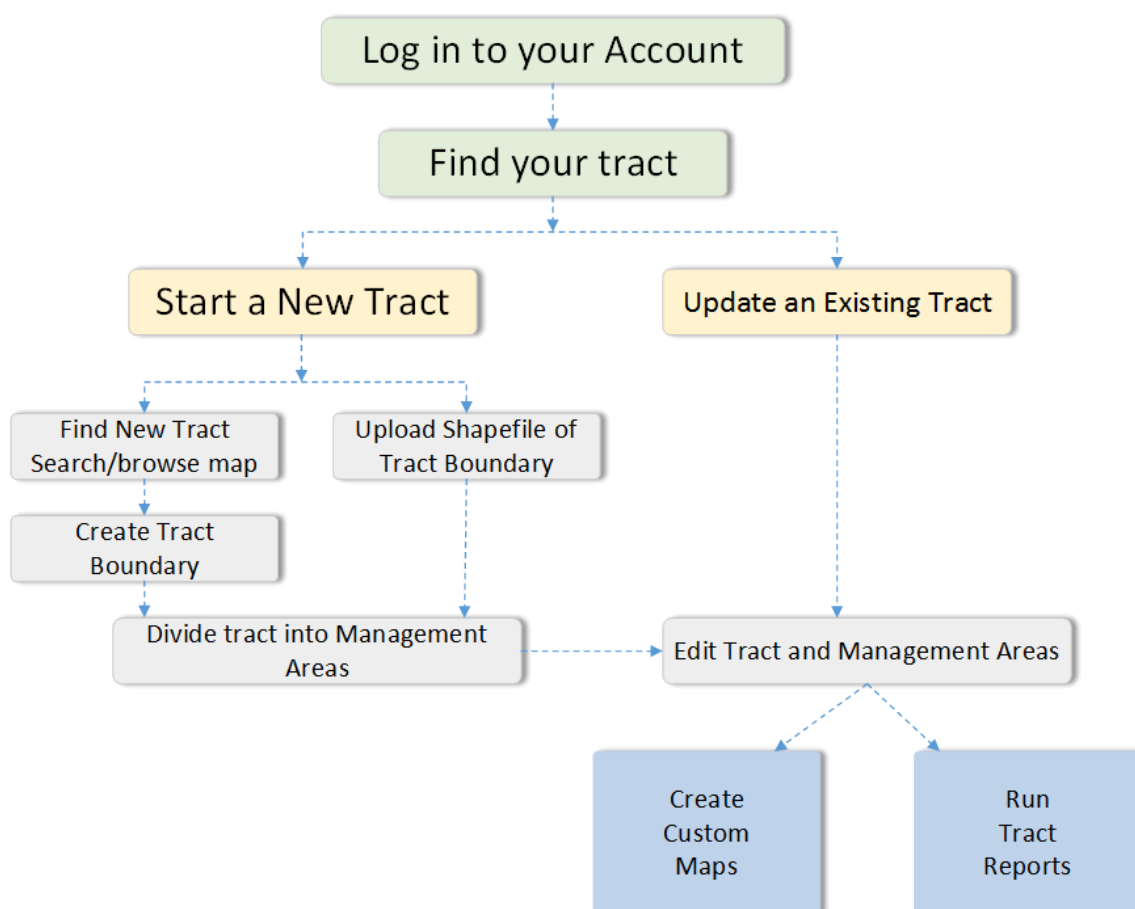 Log in to your Account
Find your tract
Start a New Tract
Update an Existing Tract
Find New Tract
Search/browse map
Upload Shapefile of
Tract Boundary
Create Tract
Boundary
Divide tract into Management
Areas
Edit Tract and Management Areas
Create
Custom
Maps
Run
Tract
Reports